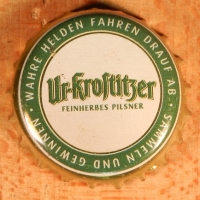 · WAHRE HELDEN FAHREN DRAUF AB ·
Ur-Krostitzer
FEINHERBES PILSNER
SAMMELN UND GEWINNEN